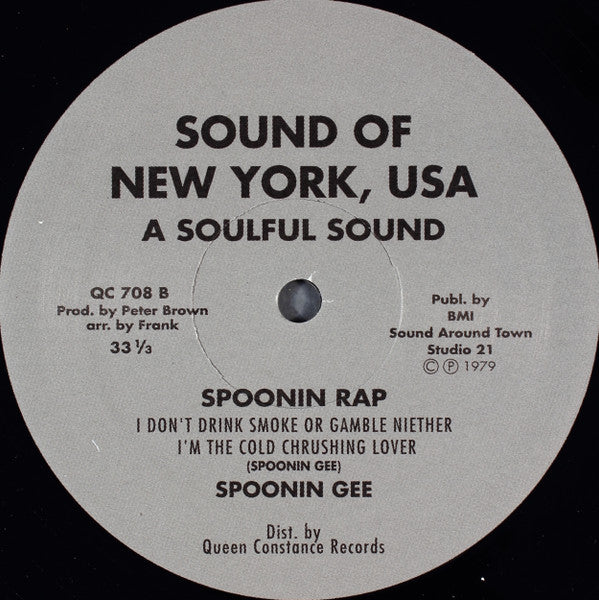 SOUND OF
NEW YORK, USA
A SOULFUL SOUND
QC 708 B
Prod. by Peter Brown
arr. by Frank
33 ⅓
Publ. by
BMI
Sound Around Town
Studio 21
© ℗ 1979
SPOONIN RAP
I DON'T DRINK SMOKE OR GAMBLE NIETHER
I'M THE COLD CHRUSHING LOVER
(SPOONIN GEE)
SPOONIN GEE
Dist. by
Queen Constance Records